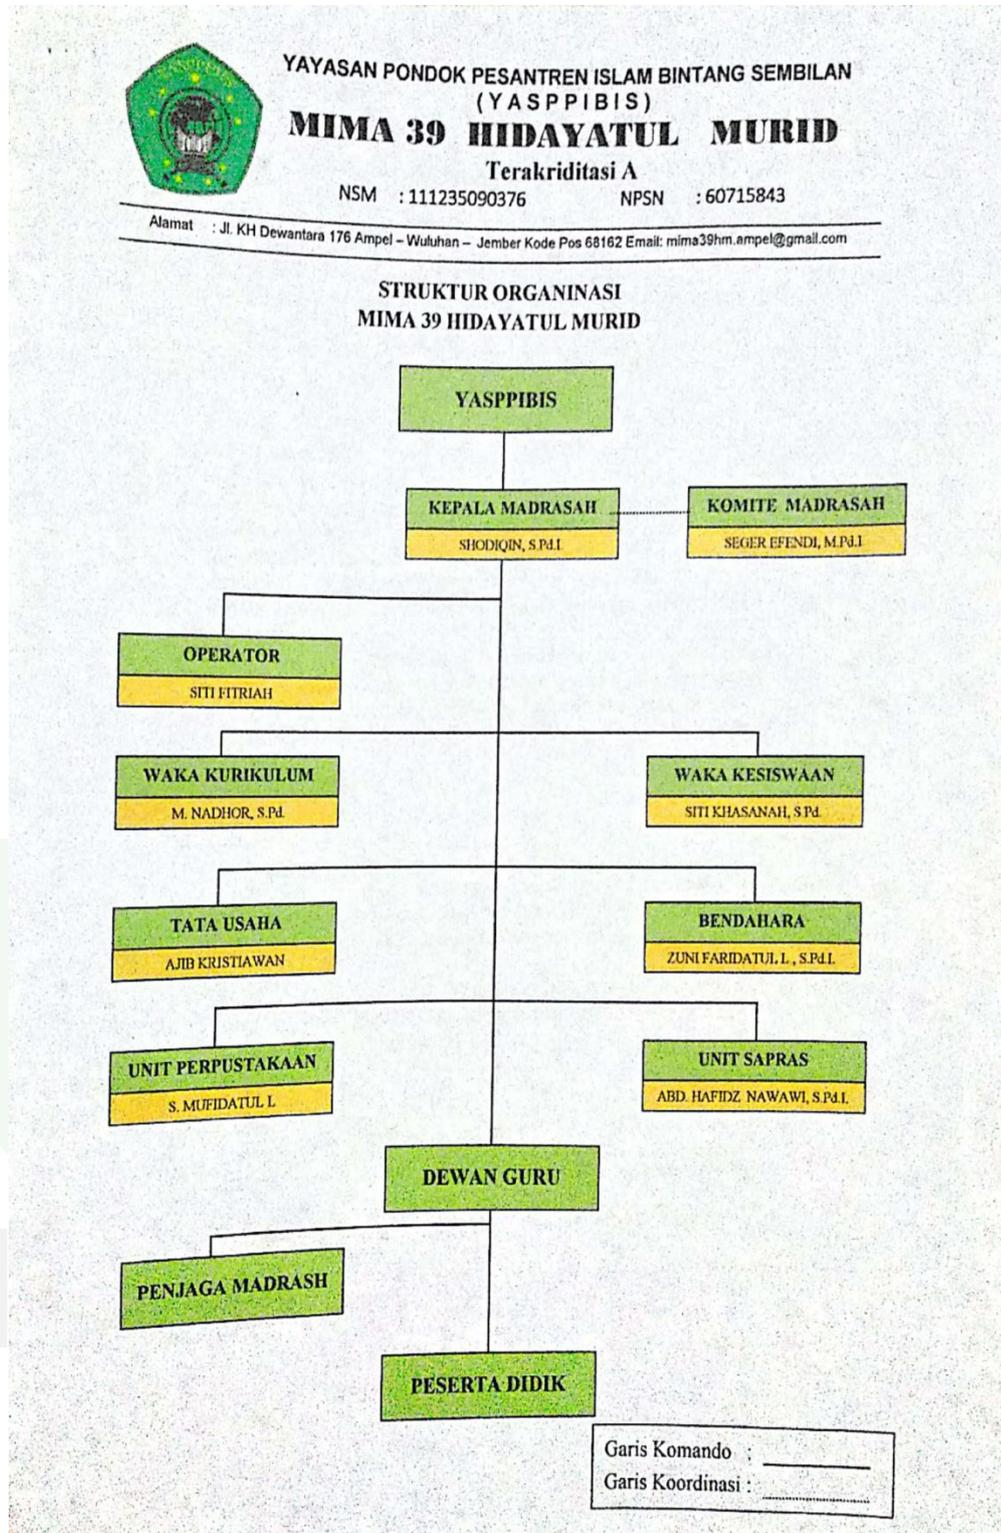 YAYASAN PONDOK PESANTREN ISLAM BINTANG SEMBILAN
(YASPPIBIS)
MIMA 39 HIDAYATUL MURID
Terakriditasi A
NSM : 111235090376 NPSN : 60715843
Alamat : Jl. KH Dewantara 176 Ampel – Wuluhan – Jember Kode Pos 68162 Email: mima39hm.ampel@gmail.com
STRUKTUR ORGANINASI
MIMA 39 HIDAYATUL MURID
YASPPIBIS
KEPALA MADRASAH
SHODIQIN, S.Pd.I.
KOMITE MADRASAH
SEGER EFENDI, M.Pd.I
OPERATOR
SITI FITRIAH
WAKA KURIKULUM
M. NADHOR, S.Pd.
WAKA KESISWAAN
SITI KHASANAH, S Pd.
TATA USAHA
AJIB KRISTIAWAN
BENDAHARA
ZUNI FARIDATUL L , S.Pd.I.
UNIT PERPUSTAKAAN
S. MUFIDATUL L
UNIT SAPRAS
ABD. HAFIDZ NAWAWI, S.Pd.I.
DEWAN GURU
PENJAGA MADRASH
PESERTA DIDIK
Garis Komando :
Garis Koordinasi :